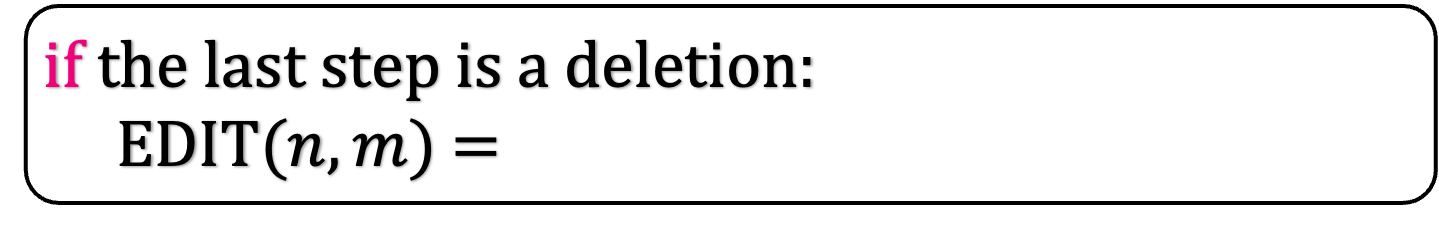 if the last step is a deletion:
EDIT(n, m) =